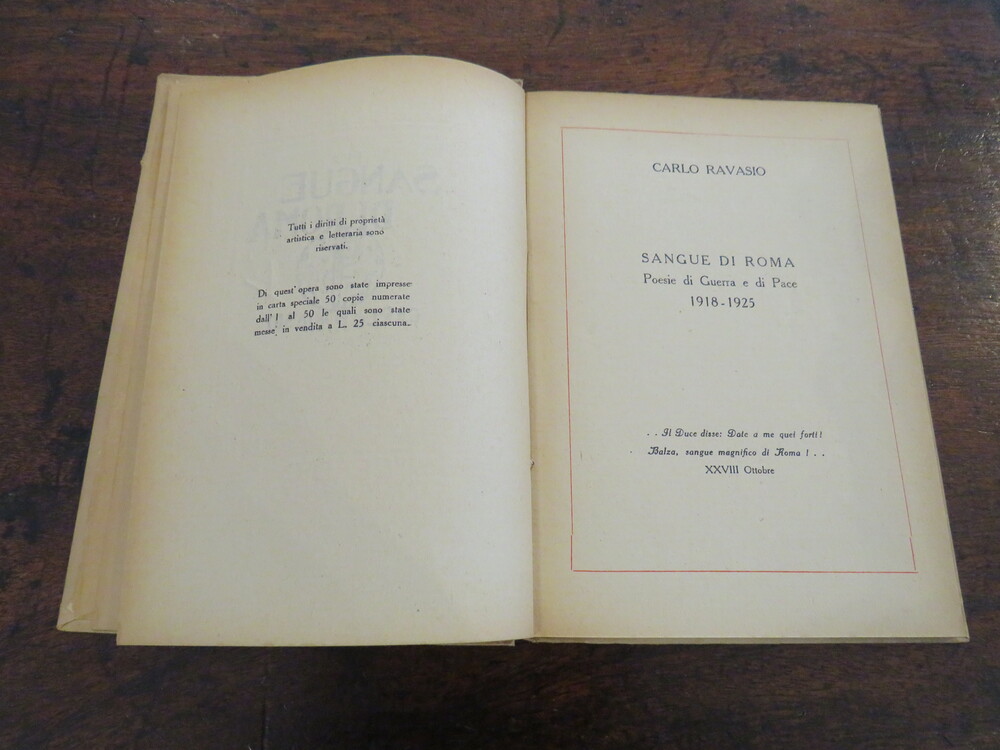 Tutti i diritti di proprietà
artistica e letteraria sono
riservati.
Di quest'opera sono state impresse
in carta speciale 50 copie numerate
dall'1 al 50 le quali sono state
messe in vendita a L. 25 ciascuna.
CARLO RAVASIO
SANGUE DI ROMA
Poesie di Guerra e di Pace
1918-1925
. . Il Duce disse: Date a me quei forti!
Balza, sangue magnifico di Roma! . .
XXVIII Ottobre